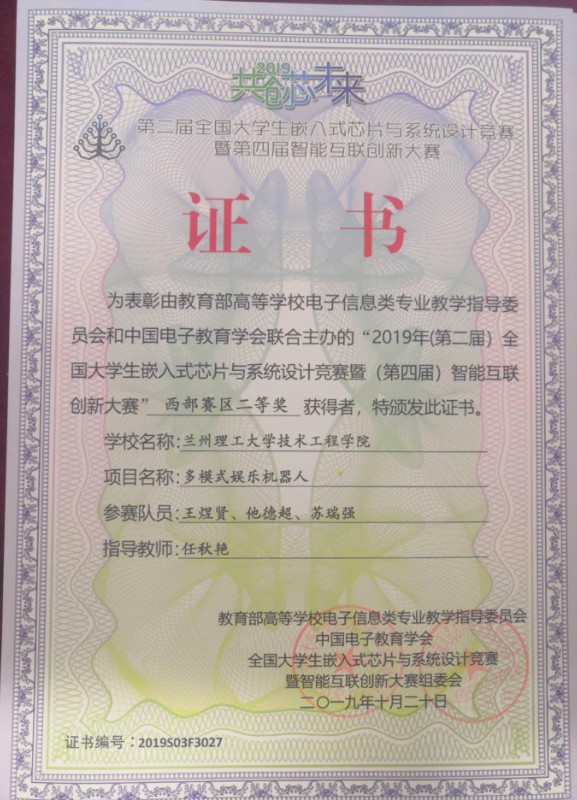 2019
共创芯未来
第二届全国大学生嵌入式芯片与系统设计竞赛
暨第四届智能互联创新大赛
证 书
为表彰由教育部高等学校电子信息类专业教学指导委
员会和中国电子教育学会联合主办的“2019年(第二届）全
国大学生嵌入式芯片与系统设计竞赛暨（第四届）智能互联
创新大赛” 西部赛区二等奖 获得者，特颁发此证书。
学校名称:兰州理工大学技术工程学院
项目名称:多模式娱乐机器人
参赛队员:王煜贤、他德超、苏瑞强
指导教师:任秋艳
教育部高等学校电子信息类专业教学指导委员会
中国电子教育学会
全国大学生嵌入式芯片与系统设计竞赛
暨智能互联创新大赛组委会
二〇一九年十月二十日
证书编号：2019S03F3027